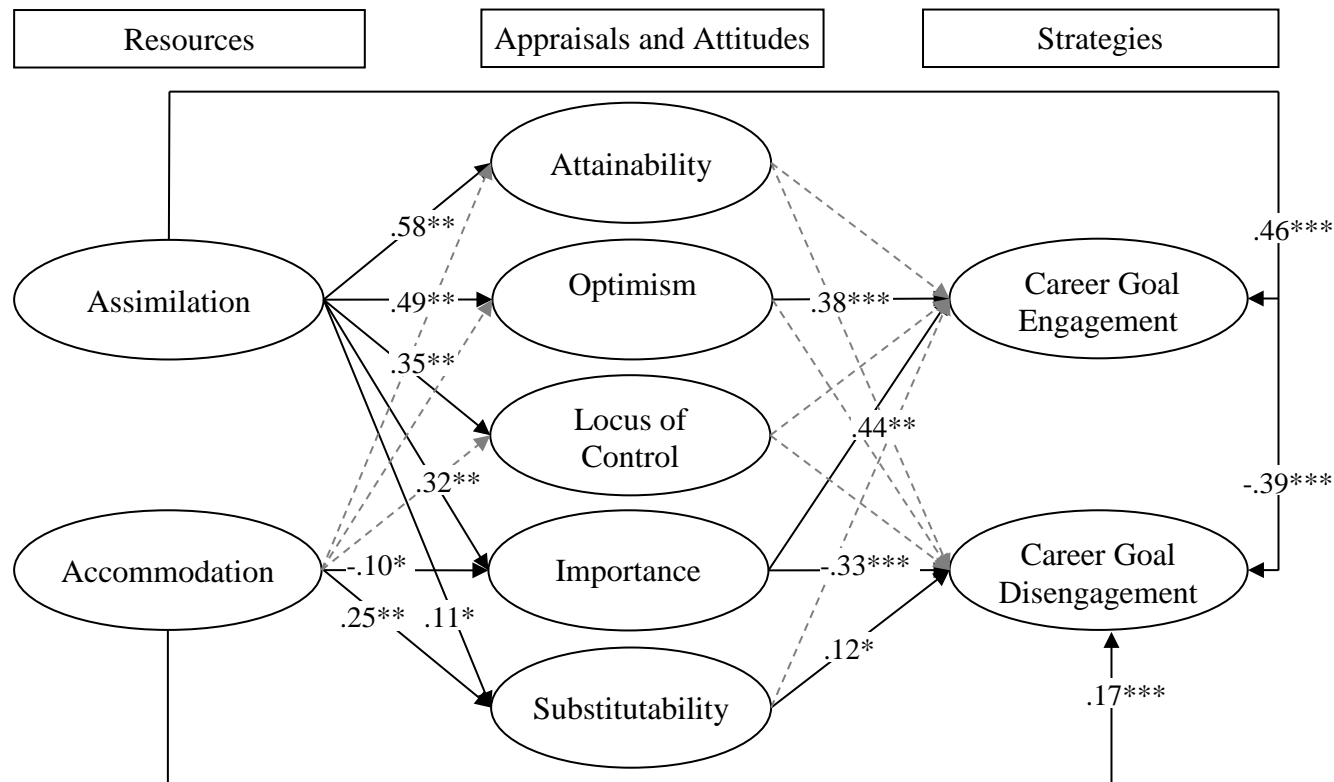 Resources
Appraisals and Attitudes
Strategies
Attainability
.58**
.46***
Assimilation
.49**
Optimism
.38***
Career Goal
Engagement
.35**
Locus of
Control
.44**
.32**
-.39***
Accommodation
-.10*
Importance
-.33***
Career Goal
Disengagement
.25**
.11*
.12*
Substitutability
.17***